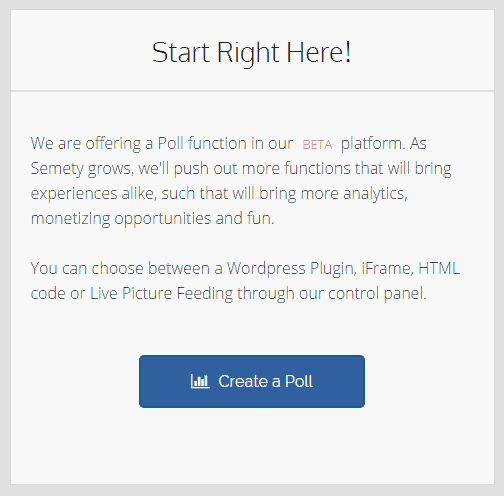 Start Right Here!
We are offering a Poll function in our BETA platform. As
Semety grows, we'll push out more functions that will bring
experiences alike, such that will bring more analytics,
monetizing opportunities and fun.
You can choose between a Wordpress Plugin, iFrame, HTML
code or Live Picture Feeding through our control panel.
Create a Poll